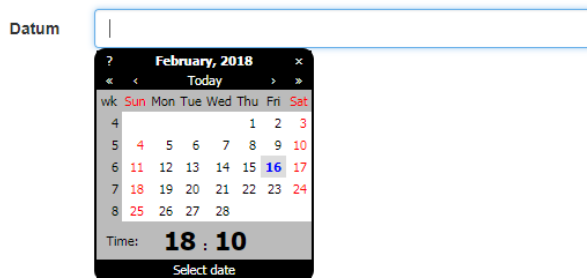 Datum
? February, 2018 ×
« ‹ Today › »
wk Sun Mon Tue Wed Thu Fri Sat
4 1 2 3
5 4 5 6 7 8 9 10
6 11 12 13 14 15 16 17
7 18 19 20 21 22 23 24
8 25 26 27 28
Time: 18 : 10
Select date